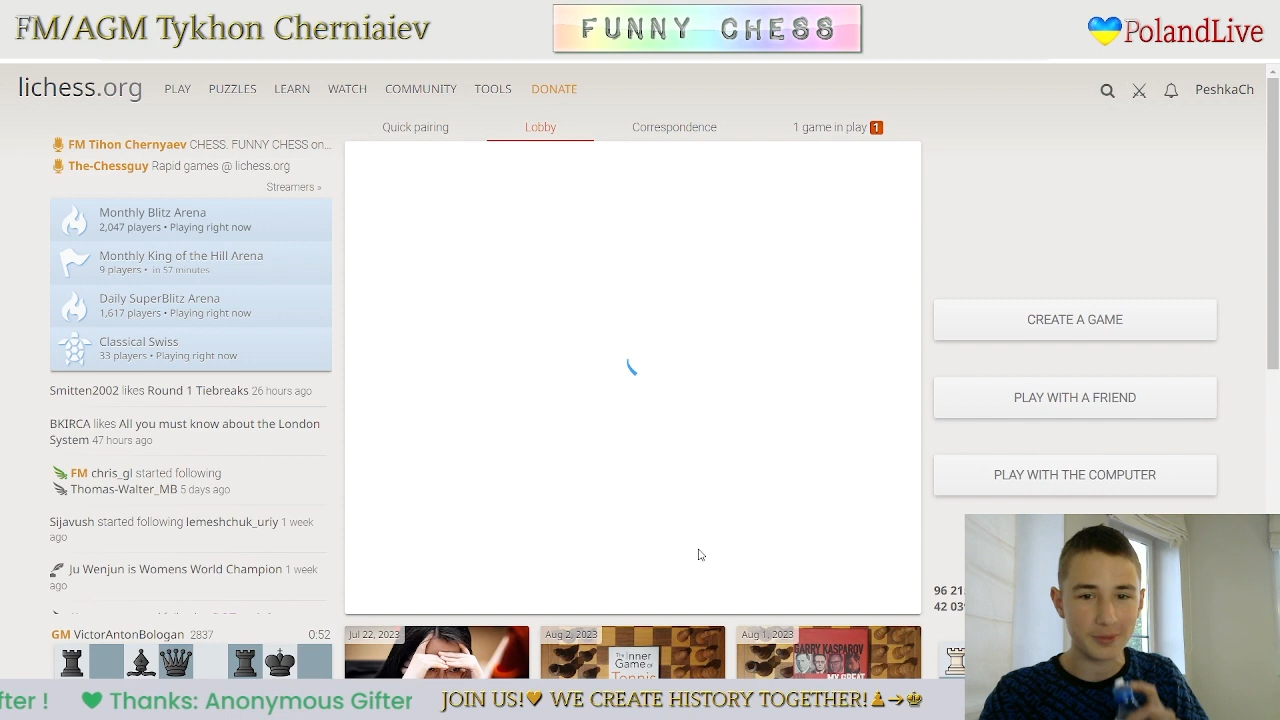 FM/AGM Tykhon Cherniaiev
FUNNY CHESS
PolandLive
lichess.org
PLAY
PUZZLES
LEARN
WATCH
COMMUNITY
TOOLS
DONATE
PeshkaCh
Quick pairing
Lobby
Correspondence
1 game in play 1
FM Tihon Chernyaev CHESS. FUNNY CHESS on...
The-Chessguy Rapid games @ lichess.org
Streamers »
Monthly Blitz Arena
2,047 players • Playing right now
Monthly King of the Hill Arena
9 players • in 57 minutes
Daily SuperBlitz Arena
1,617 players • Playing right now
Classical Swiss
33 players • Playing right now
Smitten2002 likes Round 1 Tiebreaks 26 hours ago
BKIRCA likes All you must know about the London
System 47 hours ago
FM chris_gl started following
Thomas-Walter_MB 5 days ago
Sijavush started following lemeshchuk_uriy 1 week
ago
Ju Wenjun is Womens World Champion 1 week
ago
CREATE A GAME
PLAY WITH A FRIEND
PLAY WITH THE COMPUTER
96 21
42 03
GM VictorAntonBologan 2837
0:52
Jul 22, 2023
Aug 2, 2023
The Inner
Game of
Tennis
Aug 1, 2023
GARRY KASPAROV
MY GREAT
fter !
Thanks: Anonymous Gifter
JOIN US! WE CREATE HISTORY TOGETHER!